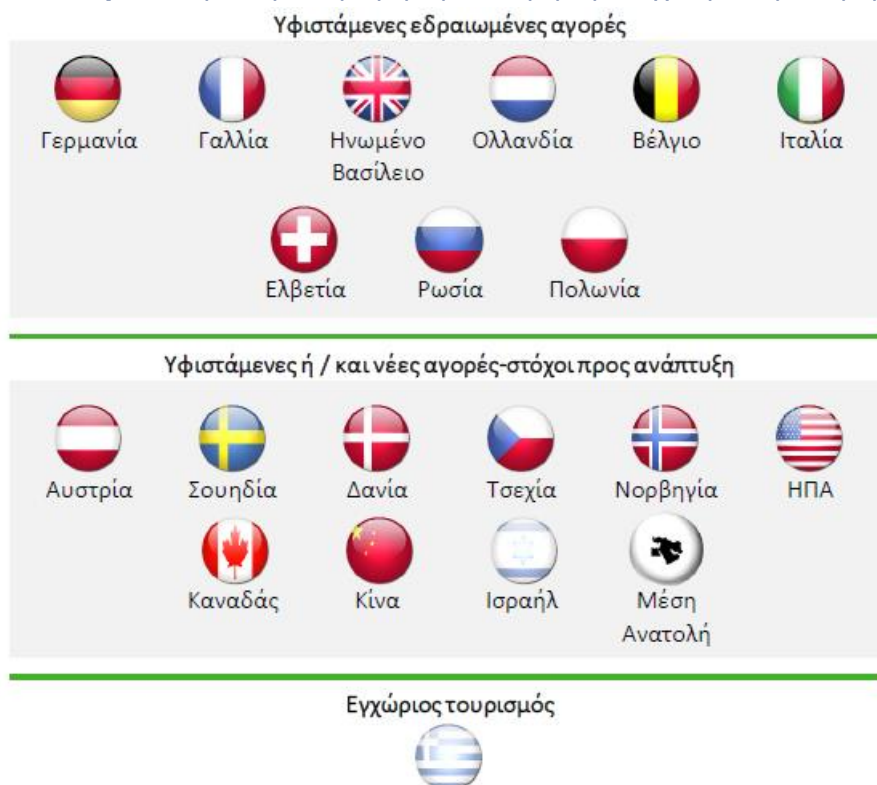 Υφιστάμενες εδραιωμένες αγορές
Γερμανία Γαλλία Ηνωμένο Βασίλειο Ολλανδία Βέλγιο Ιταλία
Ελβετία Ρωσία Πολωνία
Υφιστάμενες ή / και νέες αγορές-στόχοι προς ανάπτυξη
Αυστρία Σουηδία Δανία Τσεχία Νορβηγία ΗΠΑ
Καναδάς Κίνα Ισραήλ Μέση Ανατολή
Εγχώριος τουρισμός